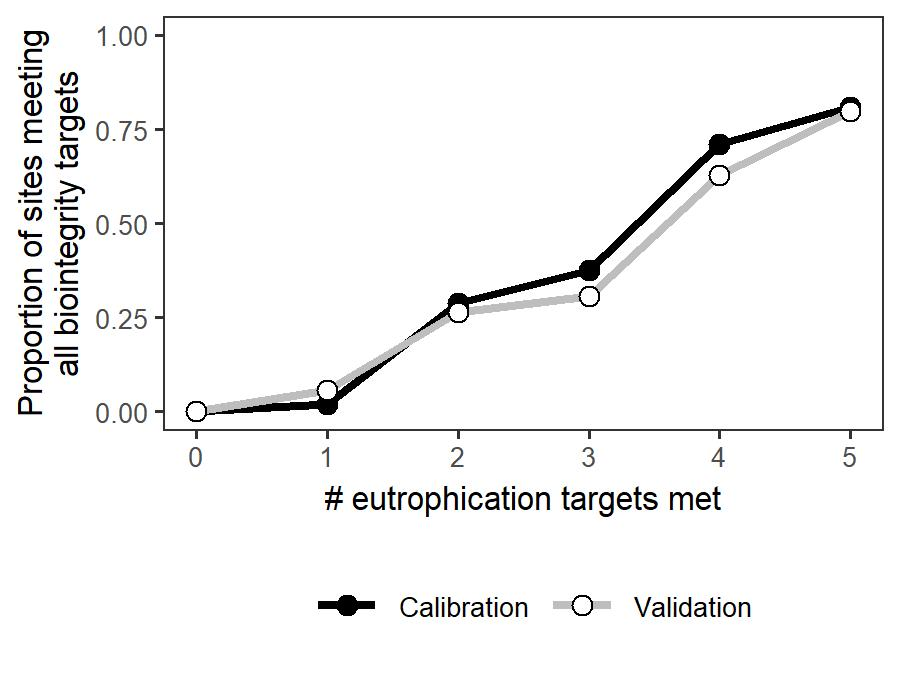 Proportion of sites meeting
all biointegrity targets
1.00
0.75
0.50
0.25
0.00
0 1 2 3 4 5
# eutrophication targets met
Calibration Validation